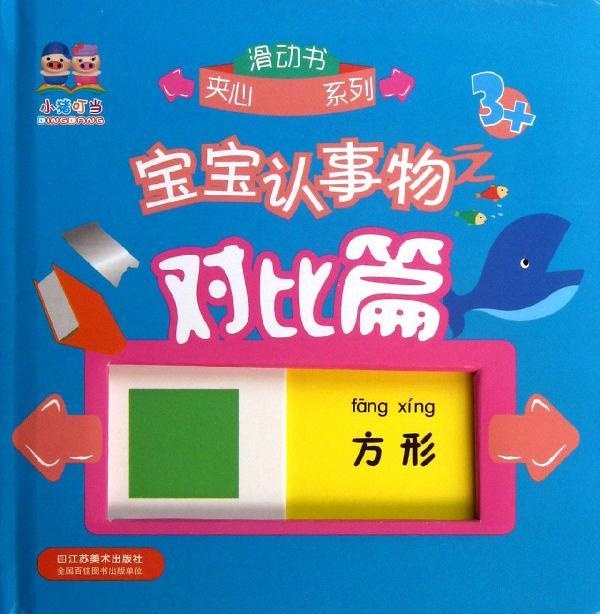 滑动书
夹心 系列
小猪叮当
DINGDANG
3+
宝宝认事物之
对比篇
fāng xíng
方形
江苏美术出版社
全国百佳图书出版单位